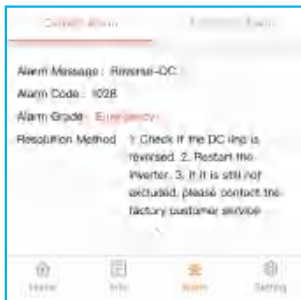 Current Alarm
Alarm Message : Reverse-DC
Alarm Code : 1028
Alarm Grade : Emergency
Resolution Method 1. Check if the DC line is
reversed. 2. Restart the
inverter. 3. If it is still not
excluded, please contact the
factory customer service
Home Info Alarm Setting